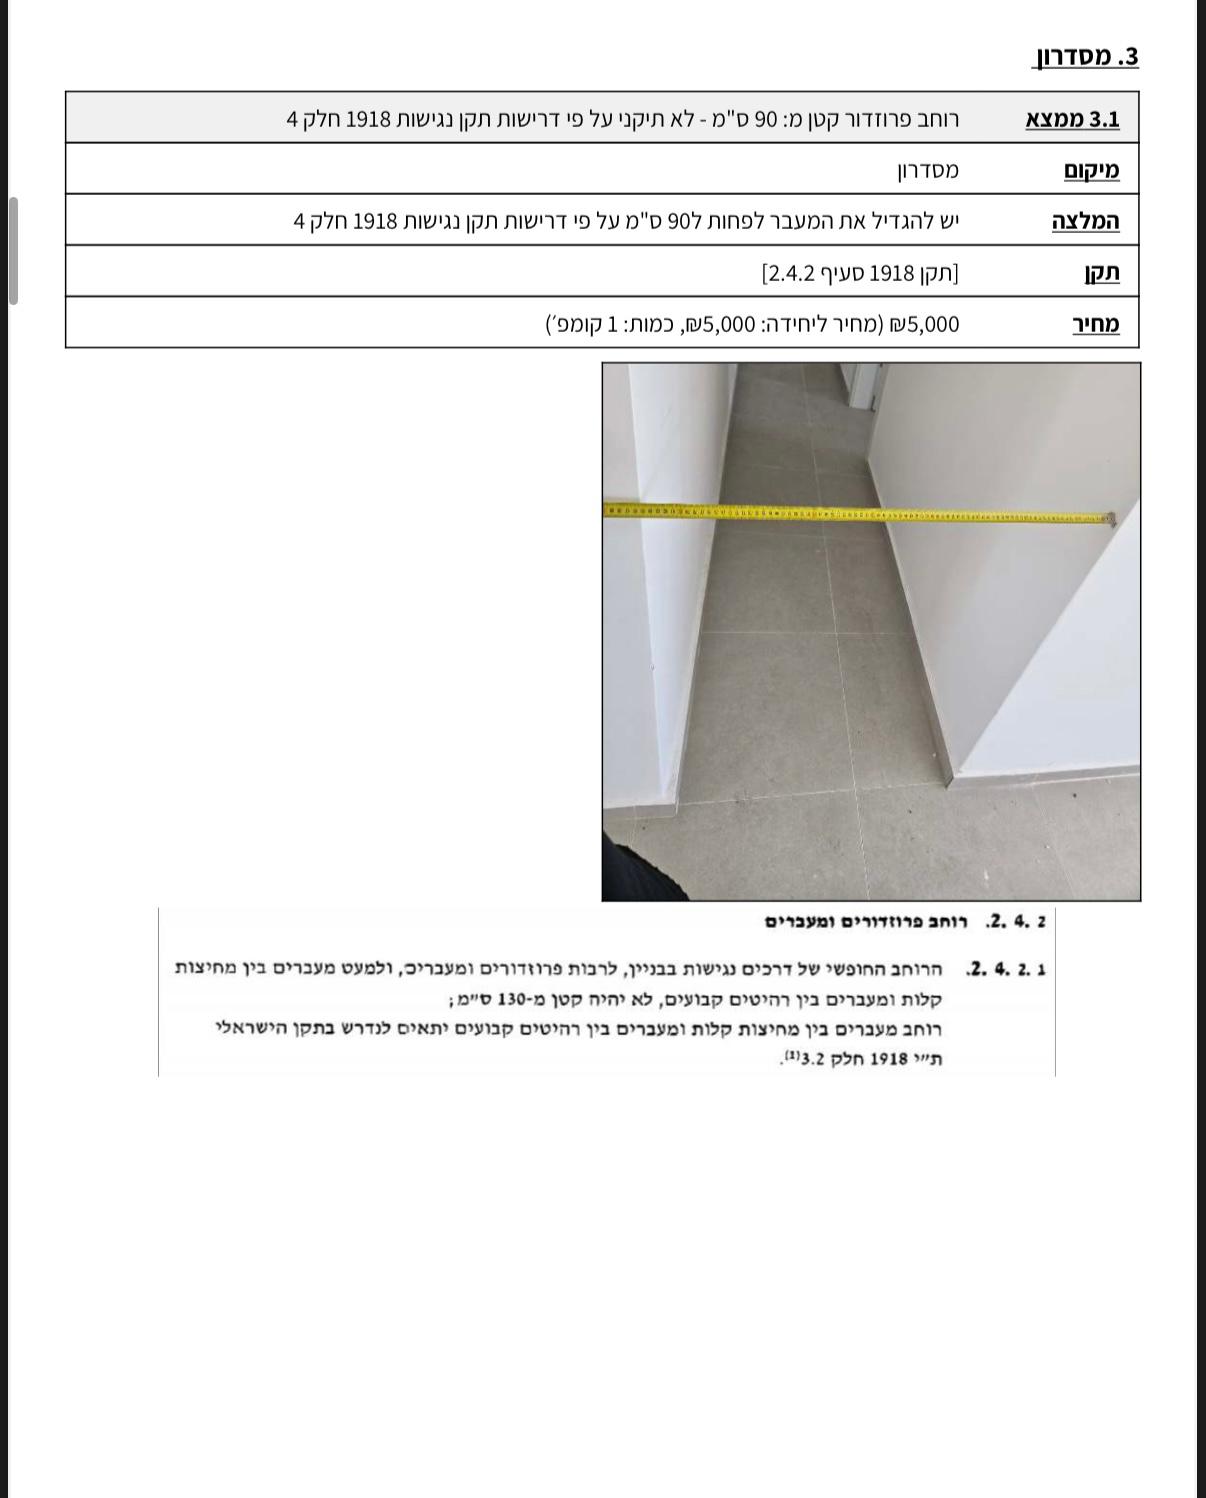 3. מסדרון
3.1 ממצא רוחב פרוזדור קטן מ: 90 ס"מ - לא תיקני על פי דרישות תקן נגישות 1918 חלק 4
מיקום מסדרון
המלצה יש להגדיל את המעבר לפחות ל90 ס"מ על פי דרישות תקן נגישות 1918 חלק 4
תקן [תקן 1918 סעיף 2.4.2]
מחיר ₪5,000 (מחיר ליחידה: ₪5,000, כמות: 1 קומפ׳)
2.4.2. רוחב פרוזדורים ומעברים
2.4.2.1. הרוחב החופשי של דרכים נגישות בבניין, לרבות פרוזדורים ומעברים, ולמעט מעברים בין מחיצות
קלות ומעברים בין רהיטים קבועים, לא יהיה קטן מ-130 ס״מ;
רוחב מעברים בין מחיצות קלות ומעברים בין רהיטים קבועים יתאים לנדרש בתקן הישראלי
ת״י 1918 חלק 3.2⁽¹⁾.